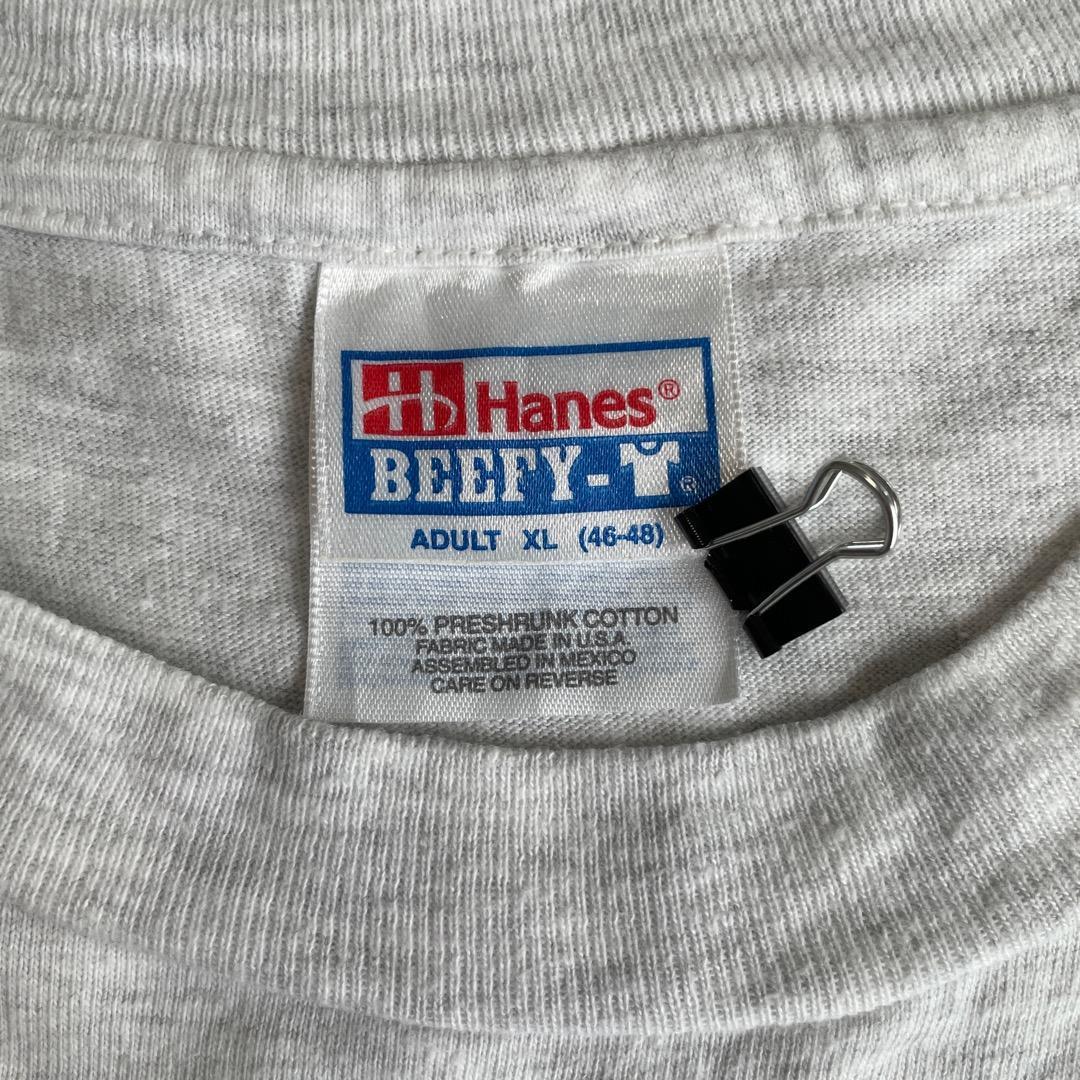 Hanes®
BEEFY-T®
ADULT XL (46-48)
100% PRESHRUNK COTTON
FABRIC MADE IN U.S.A.
ASSEMBLED IN MEXICO
CARE ON REVERSE